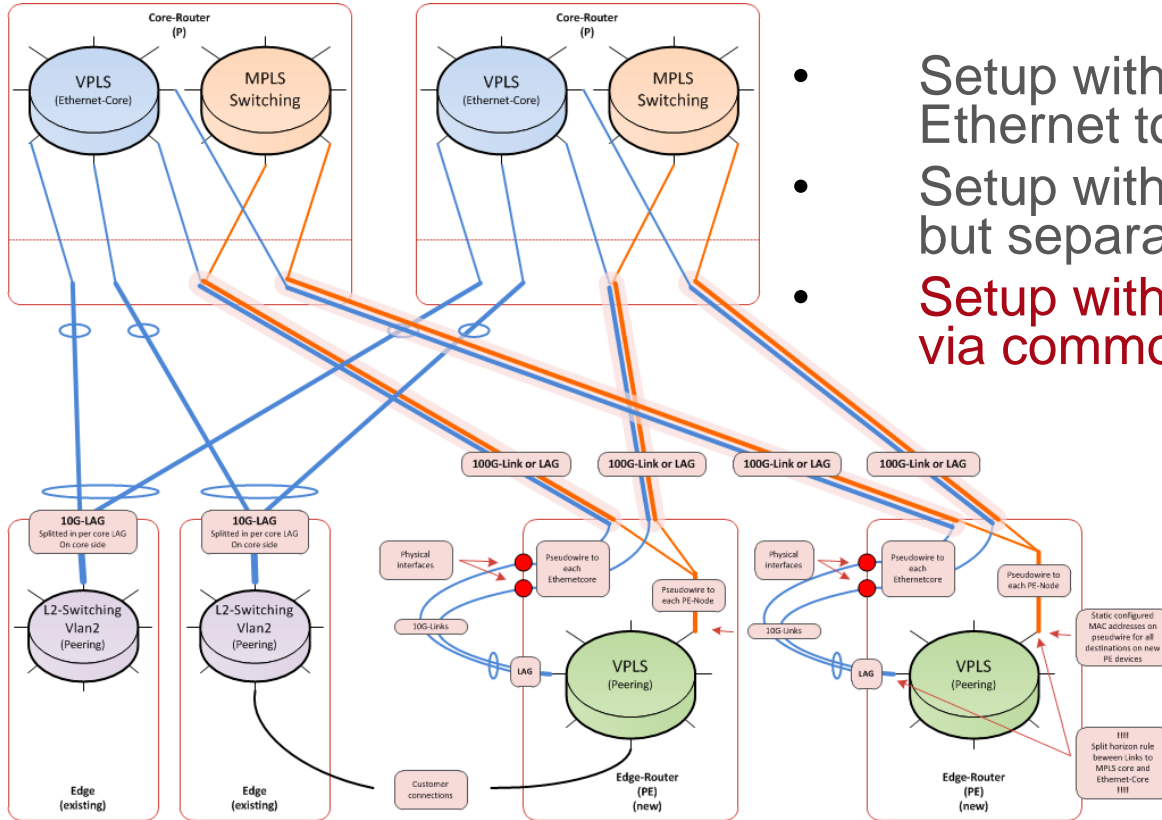 Core-Router
(P)
VPLS
(Ethernet-Core)
MPLS
Switching
Core-Router
(P)
VPLS
(Ethernet-Core)
MPLS
Switching
• Setup with
Ethernet to
• Setup with
but separa
• Setup with
via commo
100G-Link or LAG
100G-Link or LAG
100G-Link or LAG
100G-Link or LAG
10G-LAG
Splitted in per core LAG
On core side
10G-LAG
Splitted in per core LAG
On core side
L2-Switching
Vlan2
(Peering)
L2-Switching
Vlan2
(Peering)
Edge
(existing)
Edge
(existing)
Physical
interfaces
Pseudowire to
each
Ethernetcore
Pseudowire to
each PE-Node
10G-Links
LAG
VPLS
(Peering)
Customer
connections
Edge-Router
(PE)
(new)
Physical
interfaces
Pseudowire to
each
Ethernetcore
Pseudowire to
each PE-Node
10G-Links
LAG
VPLS
(Peering)
Edge-Router
(PE)
(new)
Static configured
MAC addresses on
pseudwire for all
destinations on new
PE devices
!!!!
Split horizon rule
beween Links to
MPLS core and
Ethernet-Core
!!!!